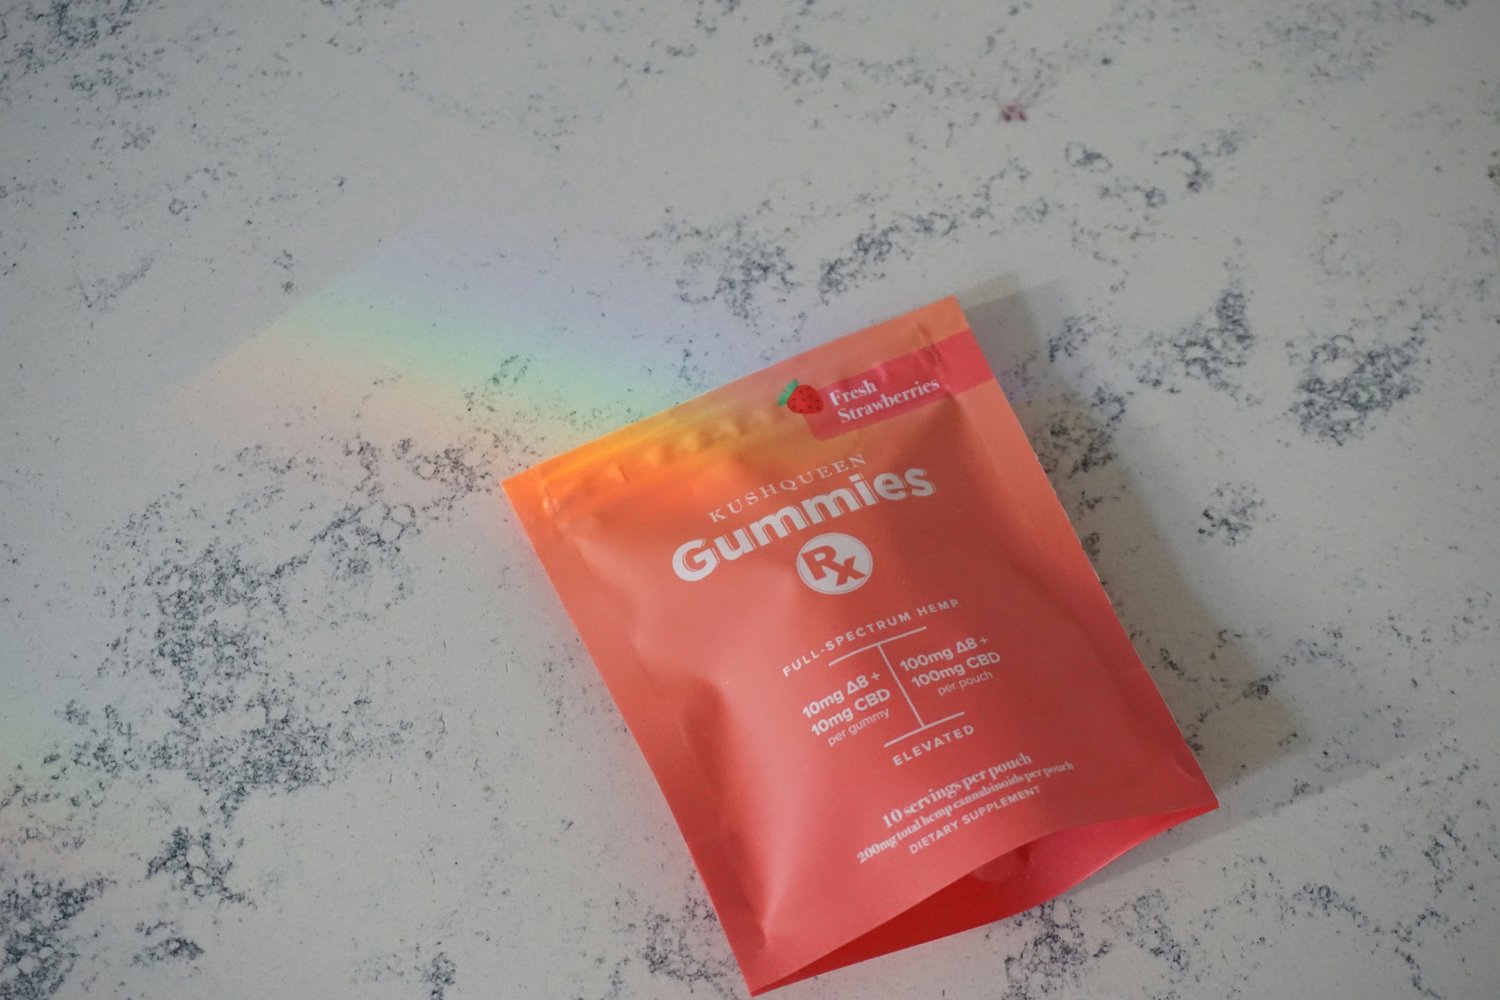 Fresh
Strawberries
KUSHQUEEN
Gummies
Rx
FULL-SPECTRUM HEMP
10mg Δ8 +
10mg CBD
per gummy
100mg Δ8 +
100mg CBD
per pouch
ELEVATED
10 servings per pouch
200mg total hemp cannabinoids per pouch
DIETARY SUPPLEMENT